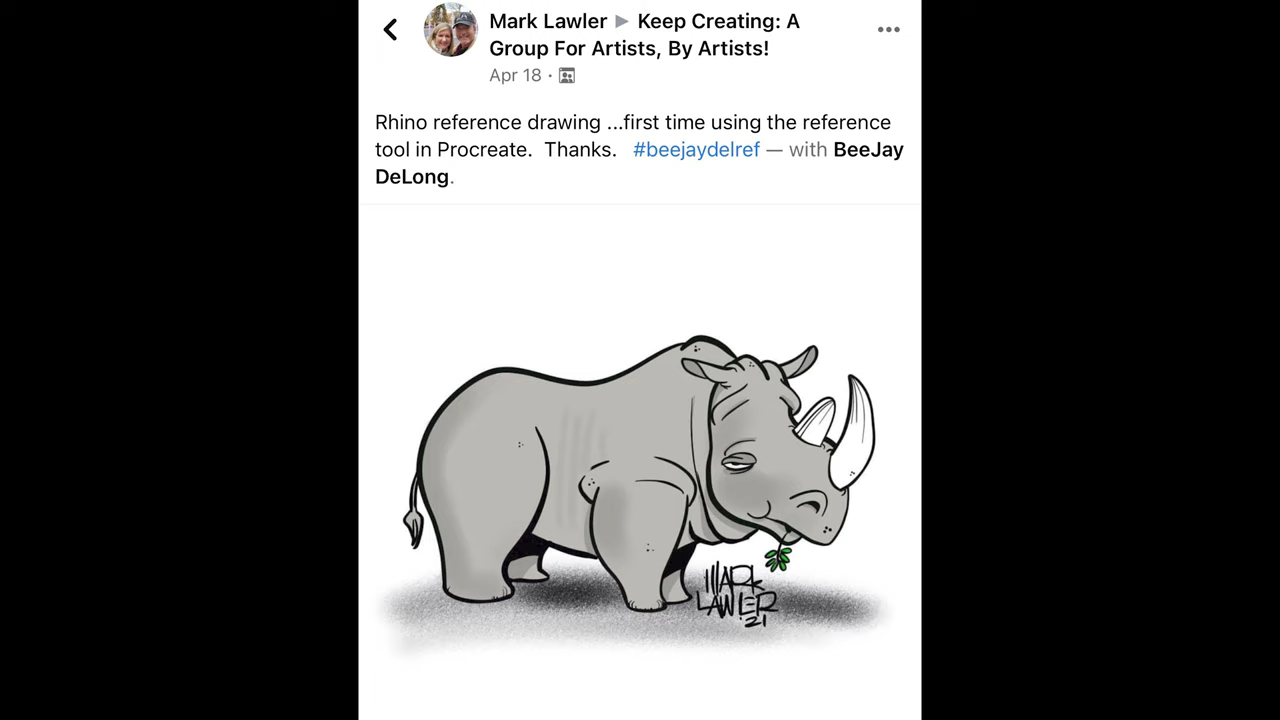 Mark Lawler ▶ Keep Creating: A
Group For Artists, By Artists!
Apr 18 ·
Rhino reference drawing ...first time using the reference
tool in Procreate.  Thanks.   #beejaydelref — with BeeJay
DeLong.
MARK
LAWLER
'21